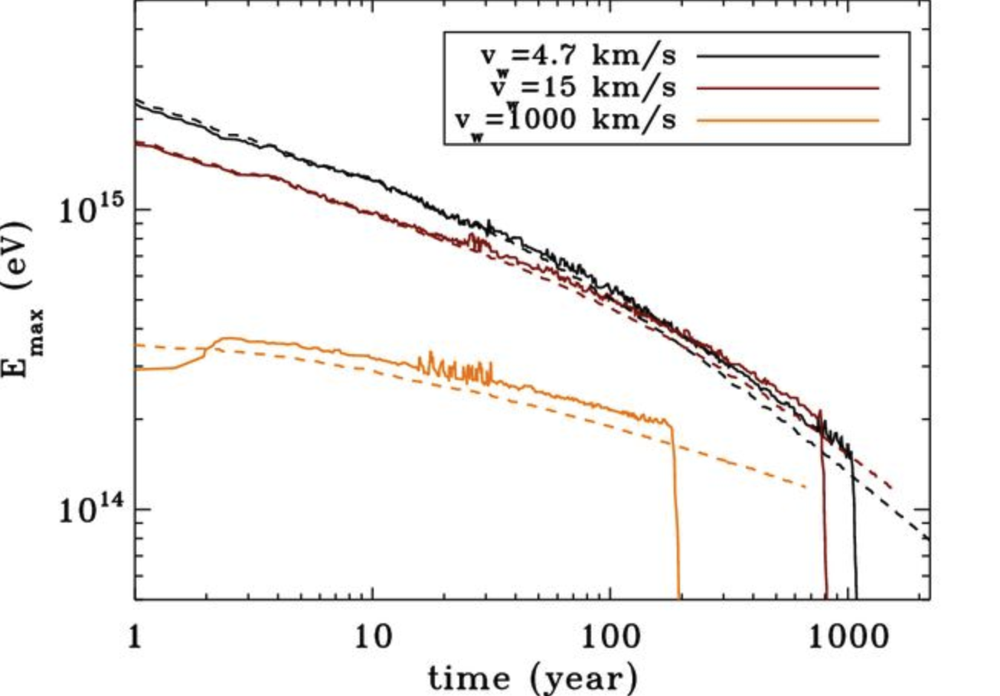 v_w=4.7 km/s
v_w=15 km/s
v_w=1000 km/s
10^15
10^14
E_max (eV)
1 10 100 1000
time (year)